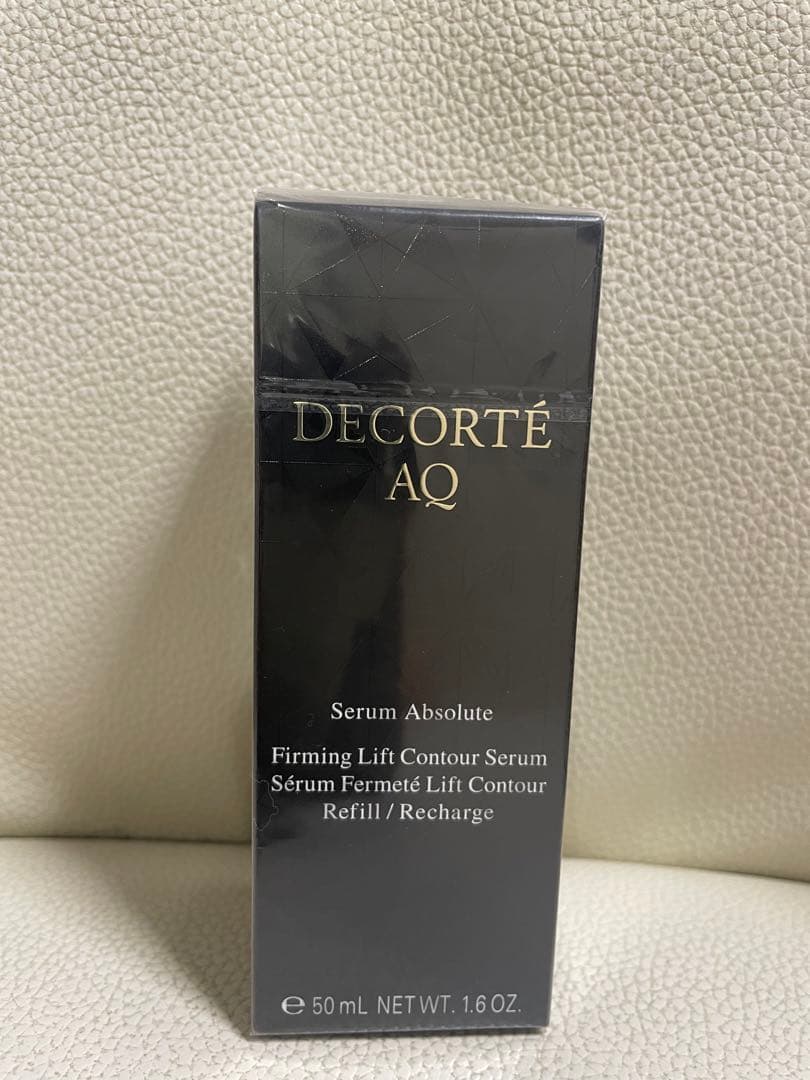 DECORTÉ
AQ
Serum Absolute
Firming Lift Contour Serum
Sérum Fermeté Lift Contour
Refill / Recharge
℮ 50 mL NET WT. 1.6 OZ.